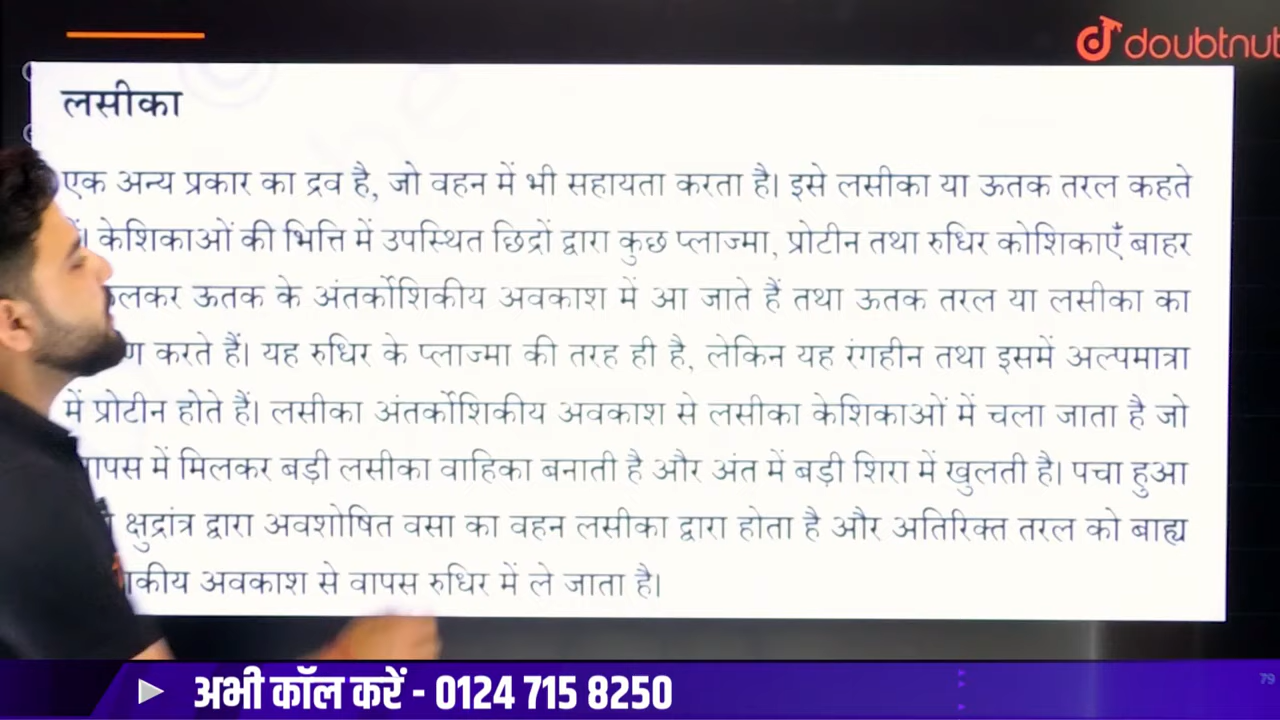 doubtnut
लसीका
एक अन्य प्रकार का द्रव है, जो वहन में भी सहायता करता है। इसे लसीका या ऊतक तरल कहते
केशिकाओं की भित्ति में उपस्थित छिद्रों द्वारा कुछ प्लाज्मा, प्रोटीन तथा रुधिर कोशिकाएँ बाहर
ऊतक के अंतर्कोशिकीय अवकाश में आ जाते हैं तथा ऊतक तरल या लसीका का
करते हैं। यह रुधिर के प्लाज्मा की तरह ही है, लेकिन यह रंगहीन तथा इसमें अल्पमात्रा
में प्रोटीन होते हैं। लसीका अंतर्कोशिकीय अवकाश से लसीका केशिकाओं में चला जाता है जो
में मिलकर बड़ी लसीका वाहिका बनाती है और अंत में बड़ी शिरा में खुलती है। पचा हुआ
क्षुद्रांत्र द्वारा अवशोषित वसा का वहन लसीका द्वारा होता है और अतिरिक्त तरल को बाह्य
अवकाश से वापस रुधिर में ले जाता है।
अभी कॉल करें - 0124 715 8250
79